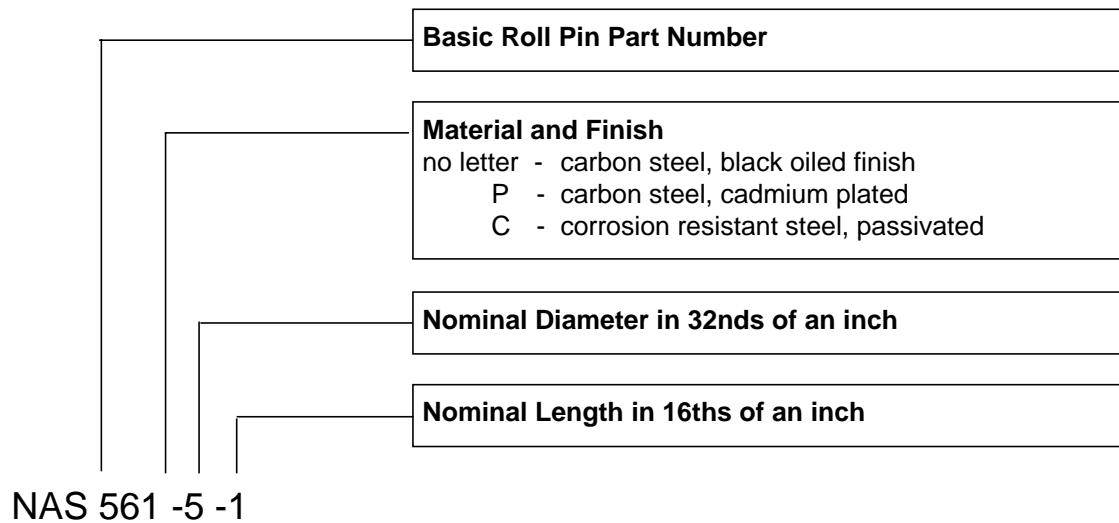 Basic Roll Pin Part Number
Material and Finish
no letter - carbon steel, black oiled finish
P - carbon steel, cadmium plated
C - corrosion resistant steel, passivated
Nominal Diameter in 32nds of an inch
Nominal Length in 16ths of an inch
NAS 561 -5 -1